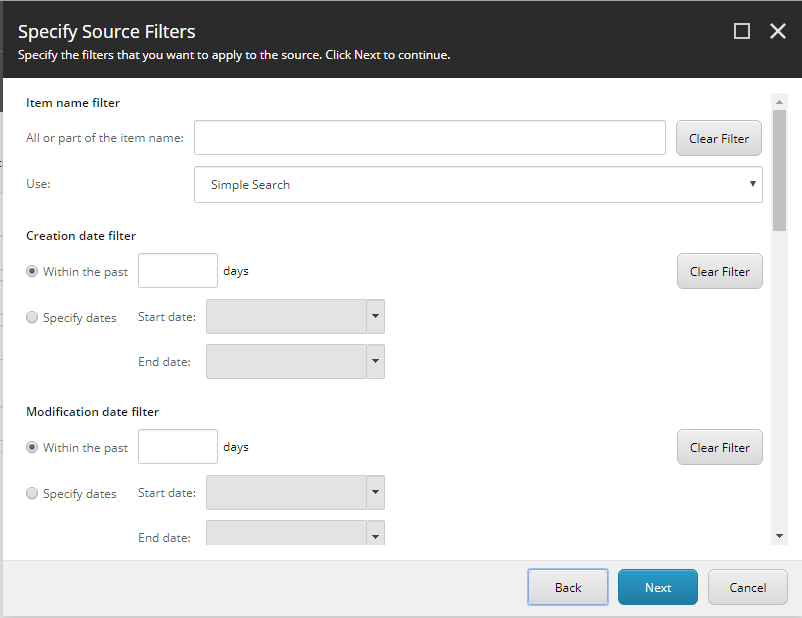 Specify Source Filters
Specify the filters that you want to apply to the source. Click Next to continue.
Item name filter
All or part of the item name:
Clear Filter
Use:
Simple Search
Creation date filter
Within the past
days
Clear Filter
Specify dates
Start date:
End date:
Modification date filter
Within the past
days
Clear Filter
Specify dates
Start date:
End date:
Back
Next
Cancel